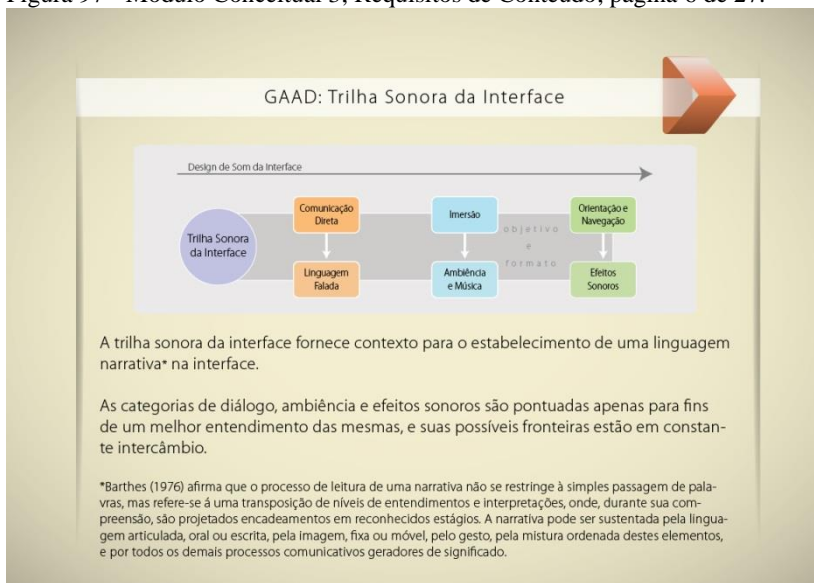 Figura 97 - Módulo Conceitual 3, Requisitos de Conteúdo, página 6 de 27.
GAAD: Trilha Sonora da Interface
Design de Som da Interface
Trilha Sonora
da Interface
Comunicação
Direta
Linguagem
Falada
Imersão
Ambiência
e Música
objetivo
e
formato
Orientação e
Navegação
Efeitos
Sonoros
A trilha sonora da interface fornece contexto para o estabelecimento de uma linguagem
narrativa* na interface.
As categorias de diálogo, ambiência e efeitos sonoros são pontuadas apenas para fins
de um melhor entendimento das mesmas, e suas possíveis fronteiras estão em constan-
te intercâmbio.
*Barthes (1976) afirma que o processo de leitura de uma narrativa não se restringe à simples passagem de pala-
vras, mas refere-se á uma transposição de níveis de entendimentos e interpretações, onde, durante sua com-
preensão, são projetados encadeamentos em reconhecidos estágios. A narrativa pode ser sustentada pela lingua-
gem articulada, oral ou escrita, pela imagem, fixa ou móvel, pelo gesto, pela mistura ordenada destes elementos,
e por todos os demais processos comunicativos geradores de significado.